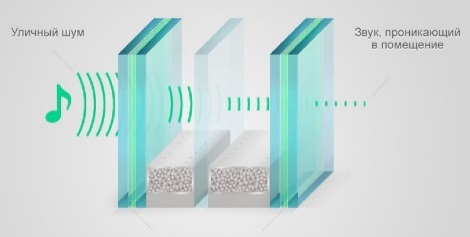 Уличный шум
Звук, проникающий
в помещение